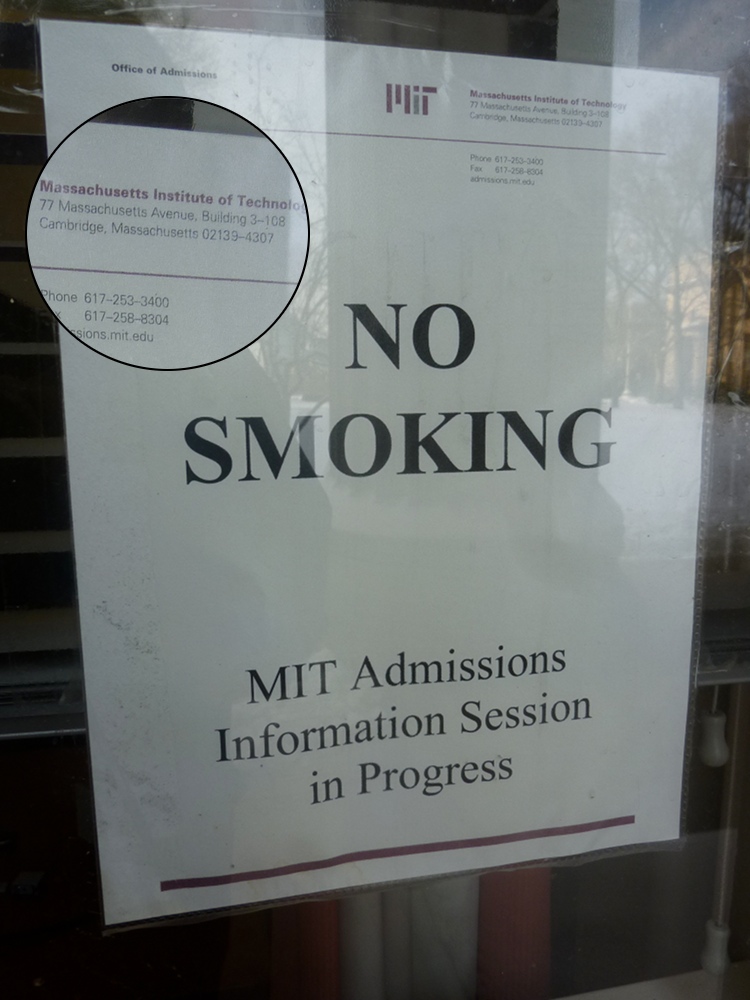 Office of Admissions
MIT
Massachusetts Institute of Technology
77 Massachusetts Avenue, Building 3–108
Cambridge, Massachusetts 02139–4307
Phone 617–253–3400
Fax 617–258–8304
admissions.mit.edu
Massachusetts Institute of Technolo
77 Massachusetts Avenue, Building 3–108
Cambridge, Massachusetts 02139–4307
Phone 617–253–3400
x 617–258–8304
ssions.mit.edu
NO
SMOKING
MIT Admissions
Information Session
in Progress